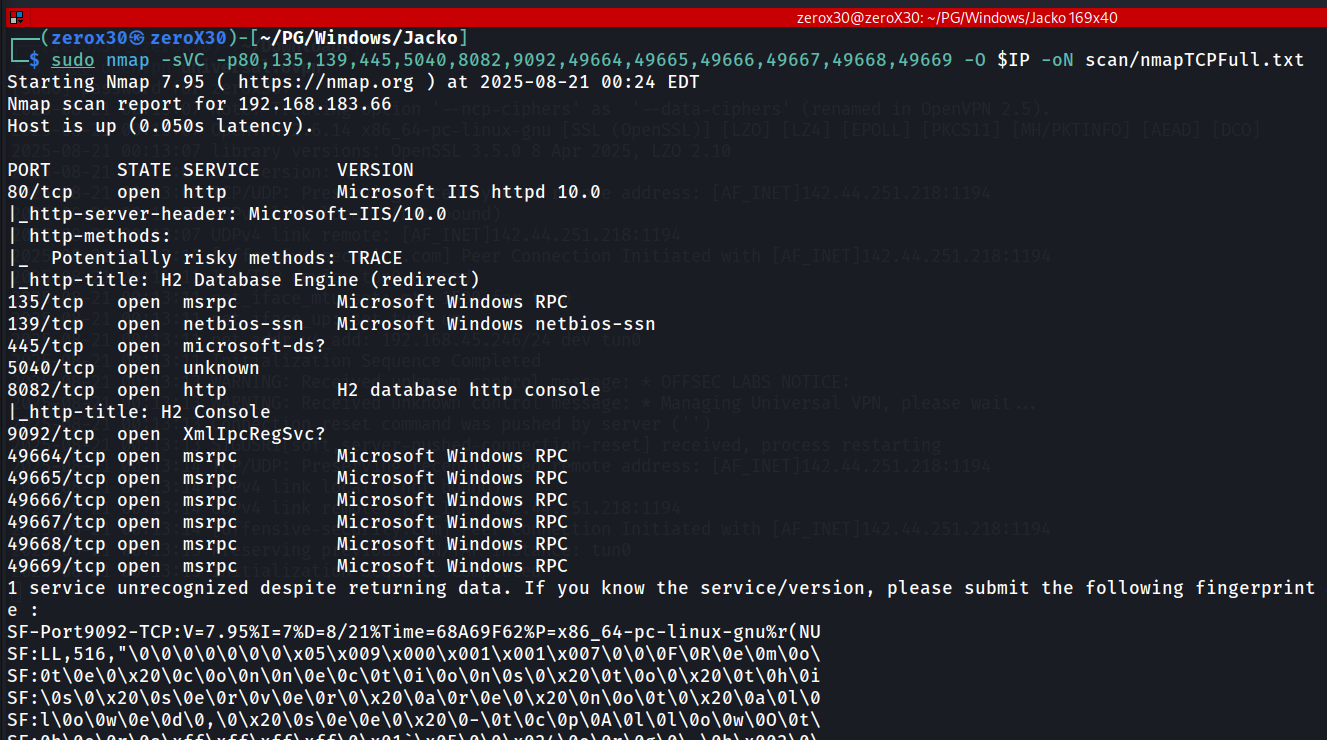 zerox30@zeroX30: ~/PG/Windows/Jacko 169x40
┌──(zerox30㉿zeroX30)-[~/PG/Windows/Jacko]
└─$ sudo nmap -sVC -p80,135,139,445,5040,8082,9092,49664,49665,49666,49667,49668,49669 -O $IP -oN scan/nmapTCPFull.txt
Starting Nmap 7.95 ( https://nmap.org ) at 2025-08-21 00:24 EDT
Nmap scan report for 192.168.183.66
Host is up (0.050s latency).
PORT      STATE SERVICE       VERSION
80/tcp    open  http          Microsoft IIS httpd 10.0
|_http-server-header: Microsoft-IIS/10.0
| http-methods:
|_  Potentially risky methods: TRACE
|_http-title: H2 Database Engine (redirect)
135/tcp   open  msrpc         Microsoft Windows RPC
139/tcp   open  netbios-ssn   Microsoft Windows netbios-ssn
445/tcp   open  microsoft-ds?
5040/tcp  open  unknown
8082/tcp  open  http          H2 database http console
|_http-title: H2 Console
9092/tcp  open  XmlIpcRegSvc?
49664/tcp open  msrpc         Microsoft Windows RPC
49665/tcp open  msrpc         Microsoft Windows RPC
49666/tcp open  msrpc         Microsoft Windows RPC
49667/tcp open  msrpc         Microsoft Windows RPC
49668/tcp open  msrpc         Microsoft Windows RPC
49669/tcp open  msrpc         Microsoft Windows RPC
1 service unrecognized despite returning data. If you know the service/version, please submit the following fingerprint
e :
SF-Port9092-TCP:V=7.95%I=7%D=8/21%Time=68A69F62%P=x86_64-pc-linux-gnu%r(NU
SF:LL,516,"\0\0\0\0\0\0\0\x05\x009\x000\x001\x001\x007\0\0\0F\0R\0e\0m\0o\
SF:0t\0e\0\x20\0c\0o\0n\0n\0e\0c\0t\0i\0o\0n\0s\0\x20\0t\0o\0\x20\0t\0h\0i
SF:\0s\0\x20\0s\0e\0r\0v\0e\0r\0\x20\0a\0r\0e\0\x20\0n\0o\0t\0\x20\0a\0l\0
SF:l\0o\0w\0e\0d\0,\0\x20\0s\0e\0e\0\x20\0-\0t\0c\0p\0A\0l\0l\0o\0w\0O\0t\